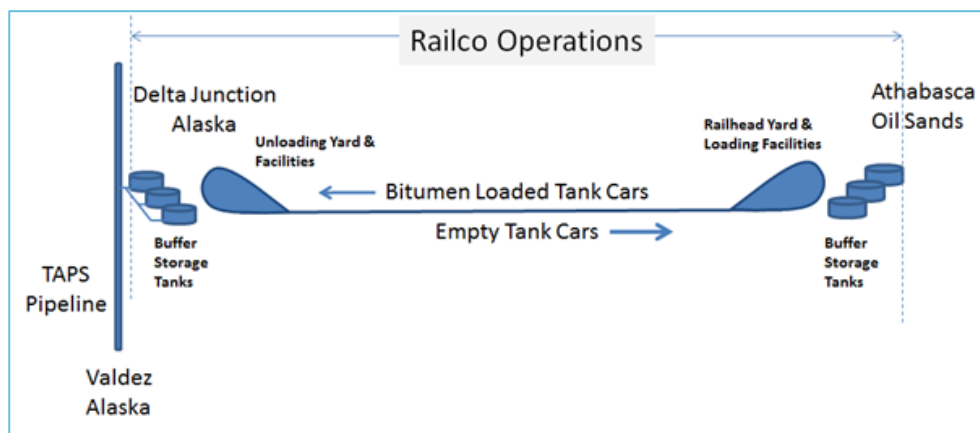 Railco Operations
Delta Junction
Alaska
Unloading Yard &
Facilities
Railhead Yard &
Loading Facilities
Athabasca
Oil Sands
Bitumen Loaded Tank Cars
Empty Tank Cars
Buffer
Storage
Tanks
Buffer
Storage
Tanks
TAPS
Pipeline
Valdez
Alaska